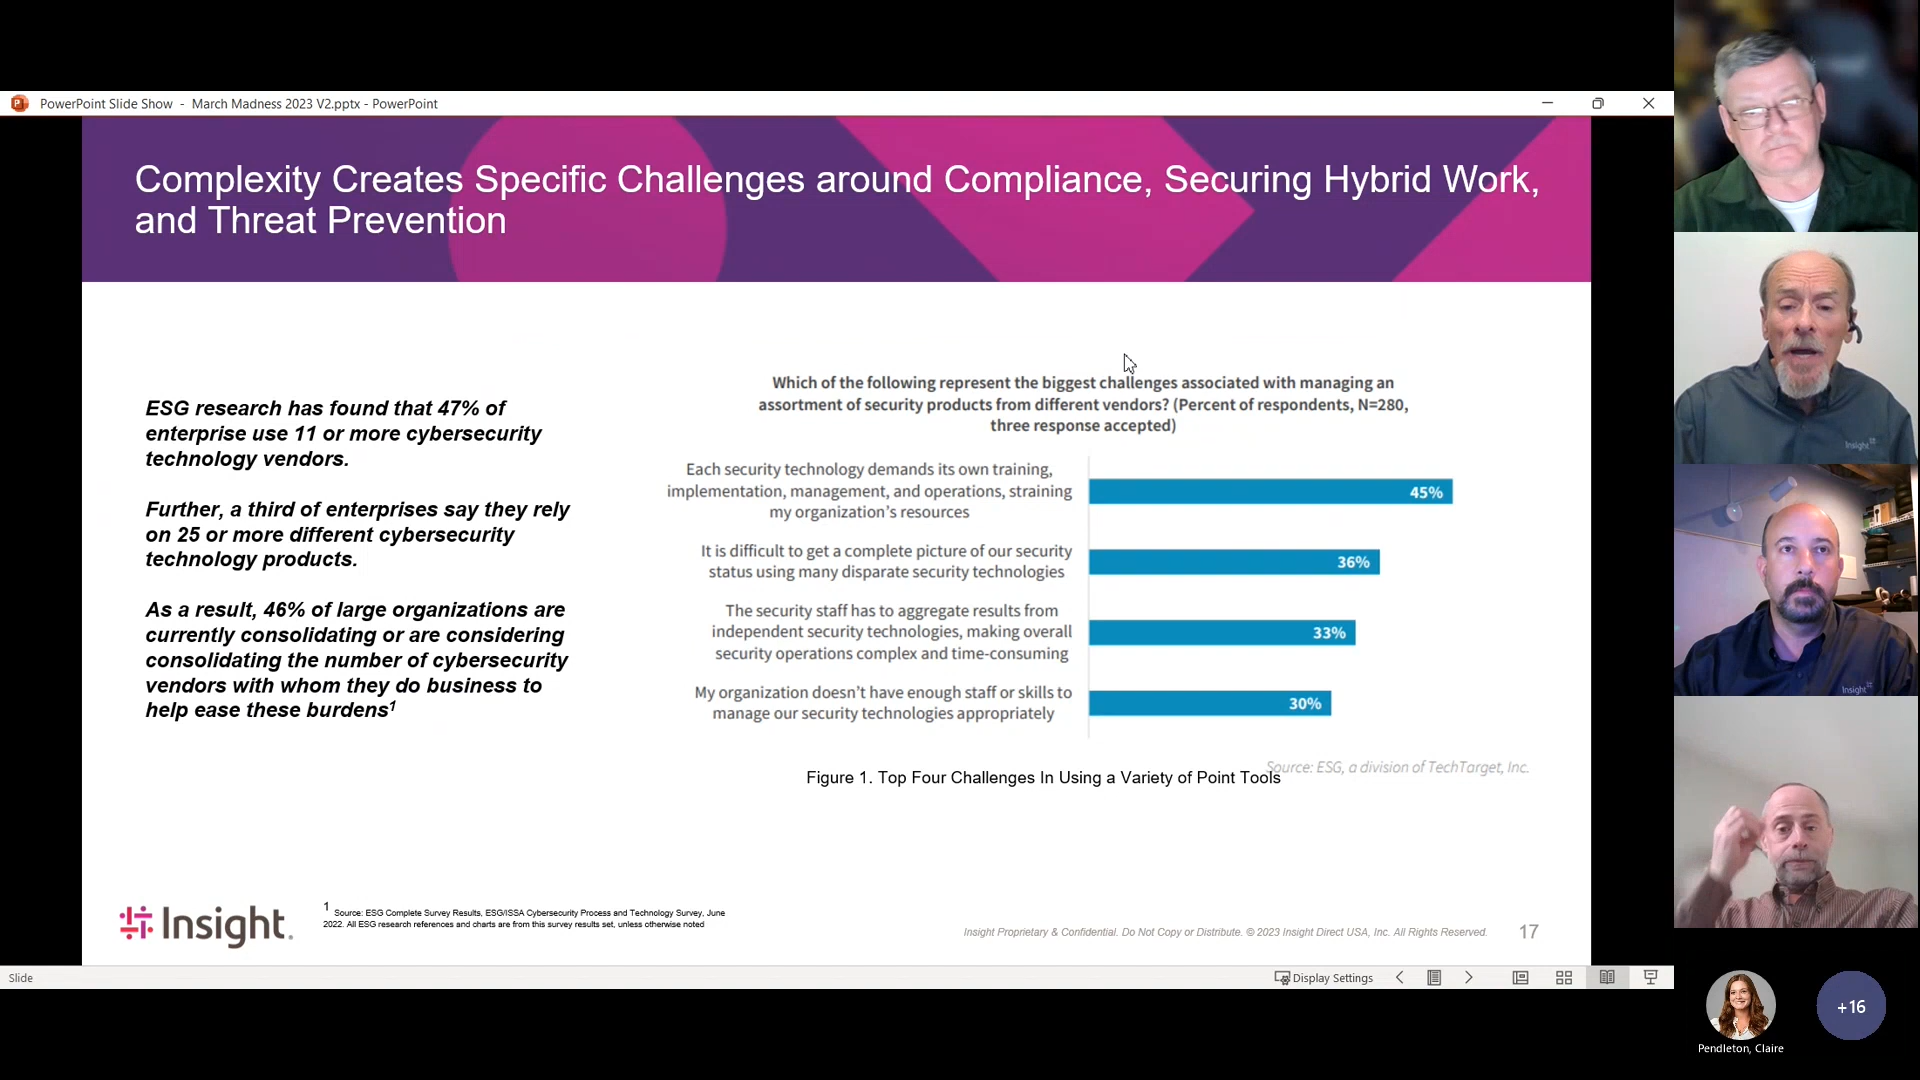 PowerPoint Slide Show - March Madness 2023 V2.pptx - PowerPoint
Complexity Creates Specific Challenges around Compliance, Securing Hybrid Work,
and Threat Prevention
ESG research has found that 47% of
enterprise use 11 or more cybersecurity
technology vendors.
Further, a third of enterprises say they rely
on 25 or more different cybersecurity
technology products.
As a result, 46% of large organizations are
currently consolidating or are considering
consolidating the number of cybersecurity
vendors with whom they do business to
help ease these burdens1
Which of the following represent the biggest challenges associated with managing an
assortment of security products from different vendors? (Percent of respondents, N=280,
three response accepted)
Each security technology demands its own training,
implementation, management, and operations, straining
my organization's resources
45%
It is difficult to get a complete picture of our security
status using many disparate security technologies
36%
The security staff has to aggregate results from
independent security technologies, making overall
security operations complex and time-consuming
33%
My organization doesn't have enough staff or skills to
manage our security technologies appropriately
30%
Source: ESG, a division of TechTarget, Inc.
Figure 1. Top Four Challenges In Using a Variety of Point Tools
Insight.
1 Source: ESG Complete Survey Results, ESG/ISSA Cybersecurity Process and Technology Survey, June
2022. All ESG research references and charts are from this survey results set, unless otherwise noted
Insight Proprietary & Confidential. Do Not Copy or Distribute. © 2023 Insight Direct USA, Inc. All Rights Reserved.
17
Slide
Display Settings
Insight
Insight
+16
Pendleton, Claire